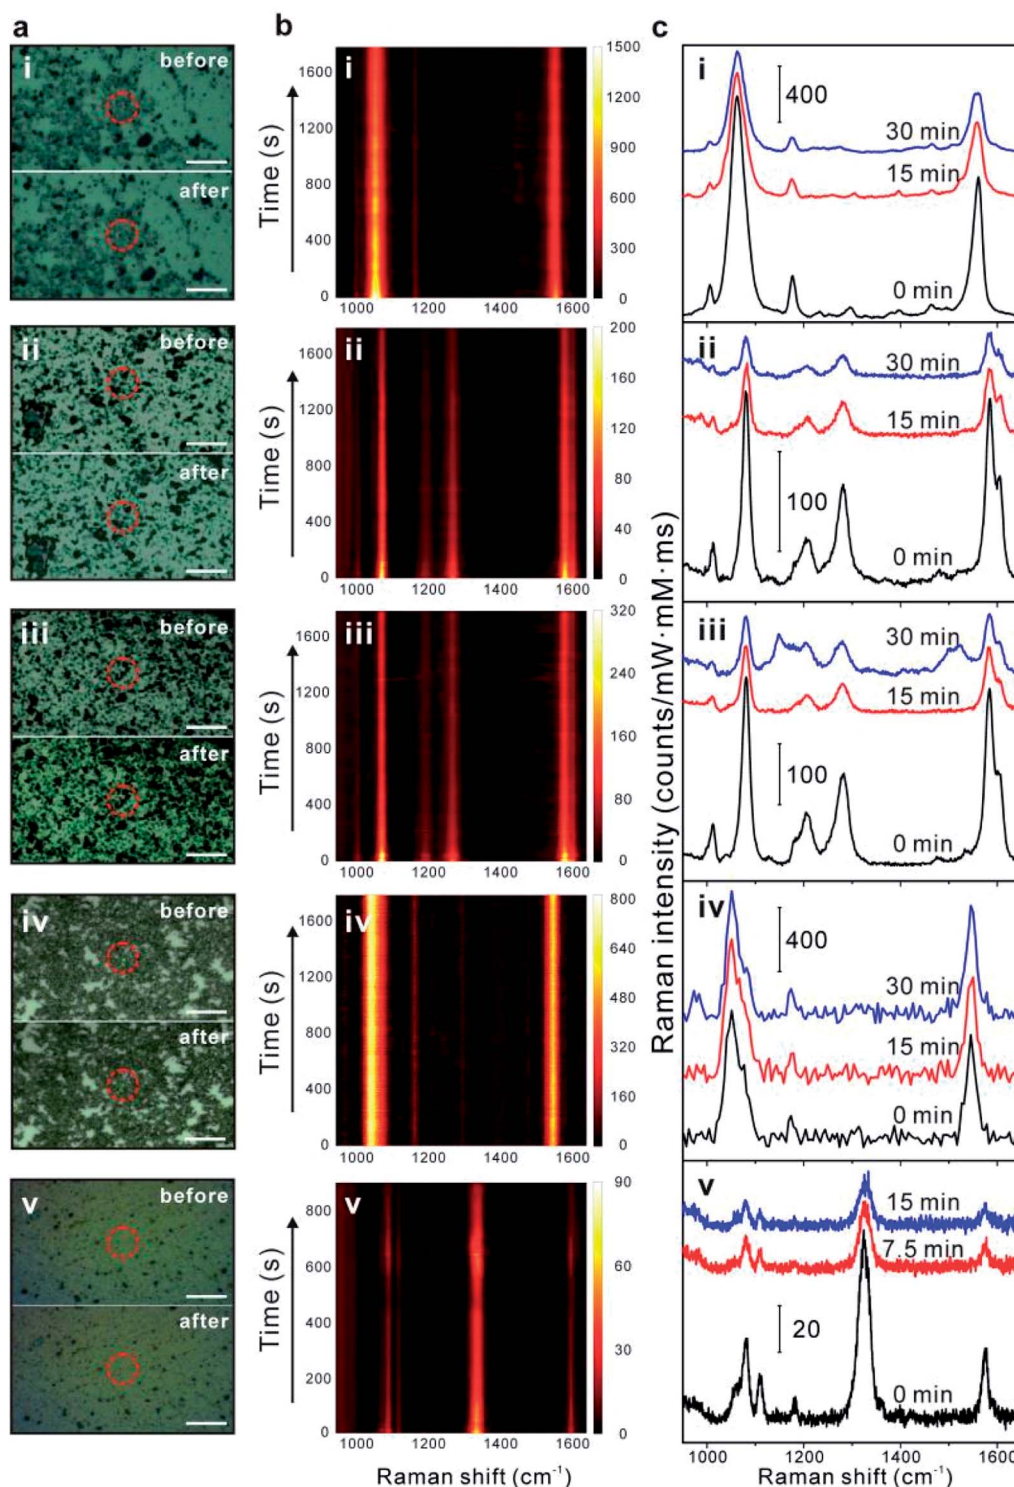 a
b
c
i
before
after
ii
before
after
iii
before
after
iv
before
after
v
before
after
i
Time (s)
1600
1200
800
400
0
1000 1200 1400 1600
1500
1200
900
600
300
0
ii
Time (s)
1600
1200
800
400
0
1000 1200 1400 1600
200
160
120
80
40
0
iii
Time (s)
1600
1200
800
400
0
1000 1200 1400 1600
320
240
160
80
0
iv
Time (s)
1600
1200
800
400
0
1000 1200 1400 1600
800
640
480
320
160
0
v
Time (s)
800
600
400
200
0
1000 1200 1400 1600
90
60
30
0
Raman shift (cm⁻¹)
Raman intensity (counts/mW·mM·ms)
i
400
30 min
15 min
0 min
ii
30 min
15 min
100
0 min
iii
30 min
15 min
100
0 min
iv
400
30 min
15 min
0 min
v
15 min
7.5 min
20
0 min
1000 1200 1400 1600
Raman shift (cm⁻¹)